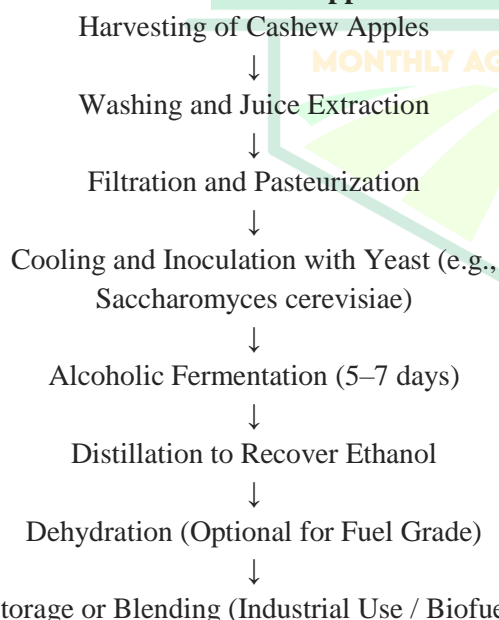 MONTHLY AG
Harvesting of Cashew Apples
↓
Washing and Juice Extraction
↓
Filtration and Pasteurization
↓
Cooling and Inoculation with Yeast (e.g.,
Saccharomyces cerevisiae)
↓
Alcoholic Fermentation (5–7 days)
↓
Distillation to Recover Ethanol
↓
Dehydration (Optional for Fuel Grade)
↓
torage or Blending (Industrial Use / Biofue